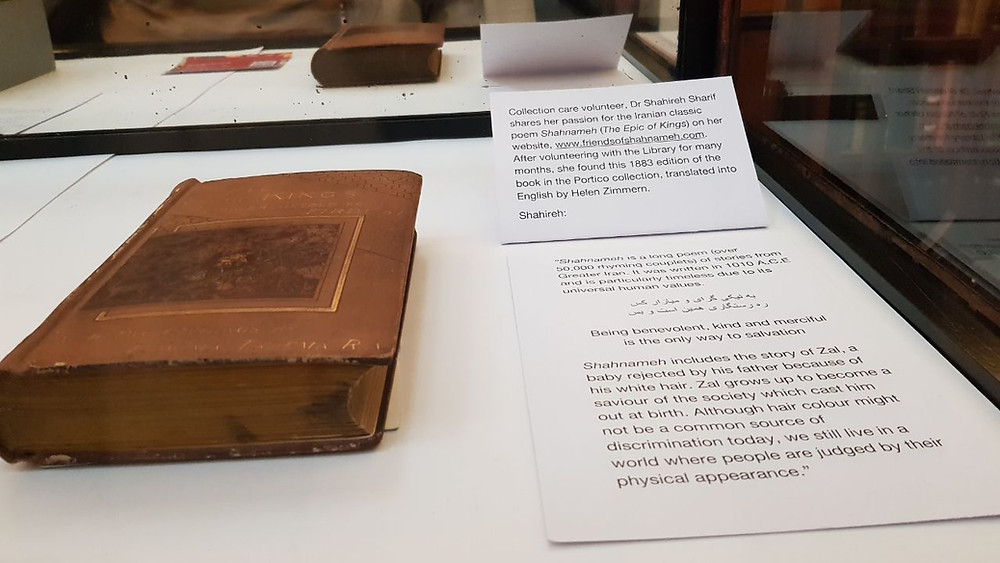 Collection care volunteer, Dr Shahireh Sharif
shares her passion for the Iranian classic
poem Shahnameh (The Epic of Kings) on her
website, www.friendsofshahnameh.com.
After volunteering with the Library for many
months, she found this 1883 edition of the
book in the Portico collection, translated into
English by Helen Zimmern.
Shahireh:
“Shahnameh is a long poem (over
50,000 rhyming couplets) of stories from
Greater Iran. It was written in 1010 A.C.E
and is particularly timeless due to its
universal human values.
به نیکی گرای و میازار کس
ره رستگاری همین است و بس
Being benevolent, kind and merciful
is the only way to salvation
Shahnameh includes the story of Zal, a
baby rejected by his father because of
his white hair. Zal grows up to become a
saviour of the society which cast him
out at birth. Although hair colour might
not be a common source of
discrimination today, we still live in a
world where people are judged by their
physical appearance.”